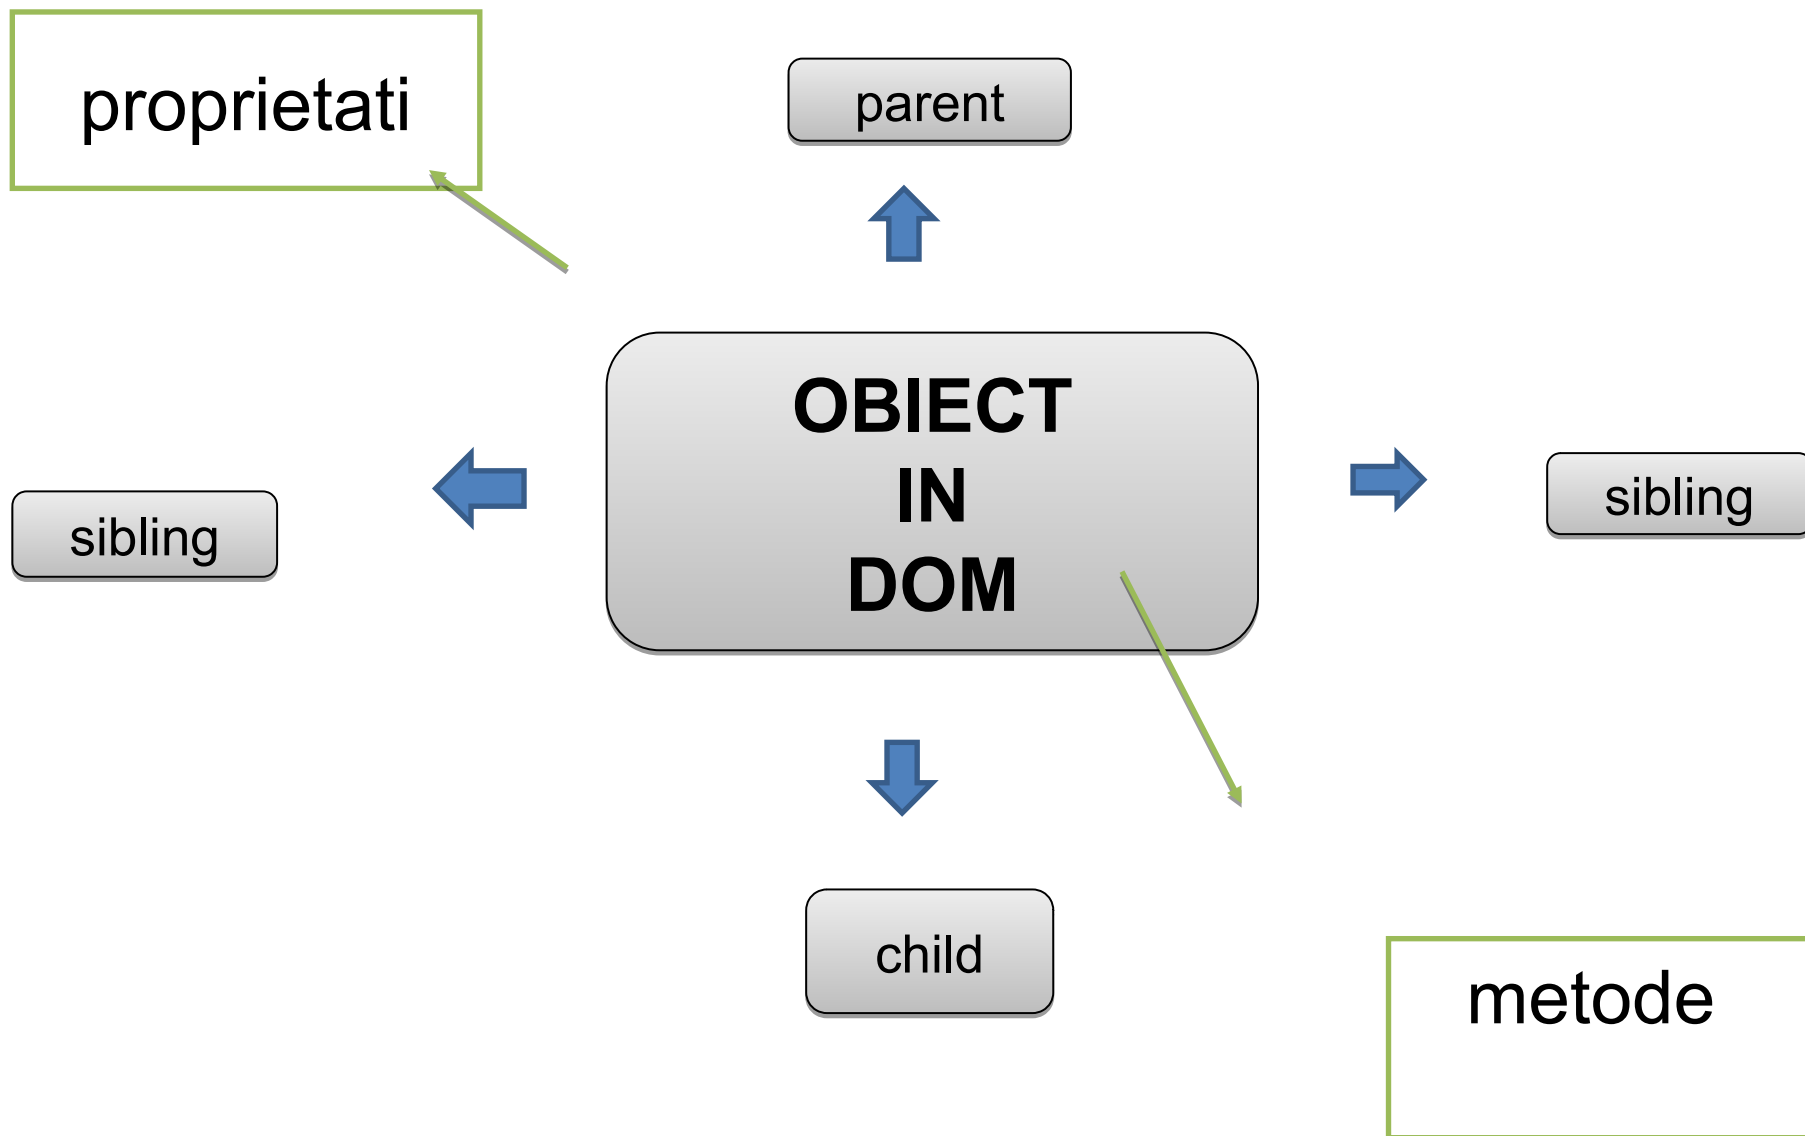 proprietati
parent
OBIECT
IN
DOM
sibling
sibling
child
metode